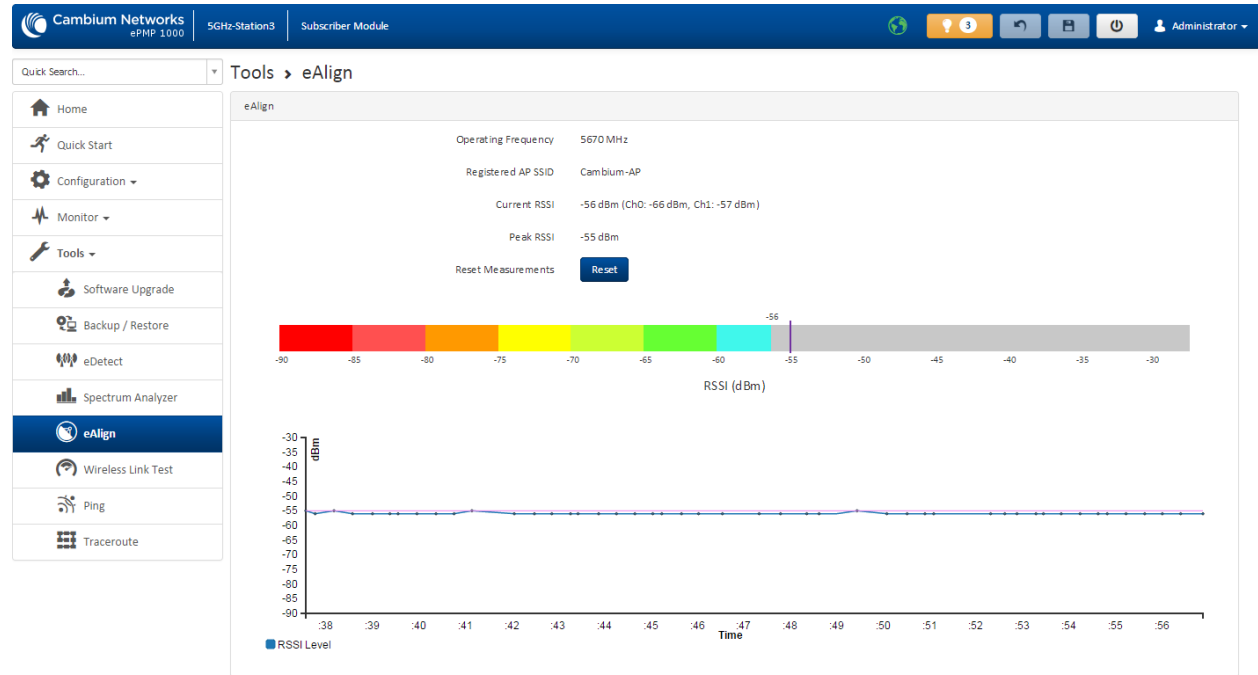 Cambium Networks
ePMP 1000
5GHz-Station3
Subscriber Module
3
Administrator
Quick Search...
Tools › eAlign
Home
Quick Start
Configuration
Monitor
Tools
Software Upgrade
Backup / Restore
eDetect
Spectrum Analyzer
eAlign
Wireless Link Test
Ping
Traceroute
eAlign
Operating Frequency 5670 MHz
Registered AP SSID Cambium-AP
Current RSSI -56 dBm (Ch0: -66 dBm, Ch1: -57 dBm)
Peak RSSI -55 dBm
Reset Measurements Reset
-56
-90 -85 -80 -75 -70 -65 -60 -55 -50 -45 -40 -35 -30
RSSI (dBm)
dBm
-30
-35
-40
-45
-50
-55
-60
-65
-70
-75
-80
-85
-90
:38 :39 :40 :41 :42 :43 :44 :45 :46 :47 :48 :49 :50 :51 :52 :53 :54 :55 :56
Time
RSSI Level